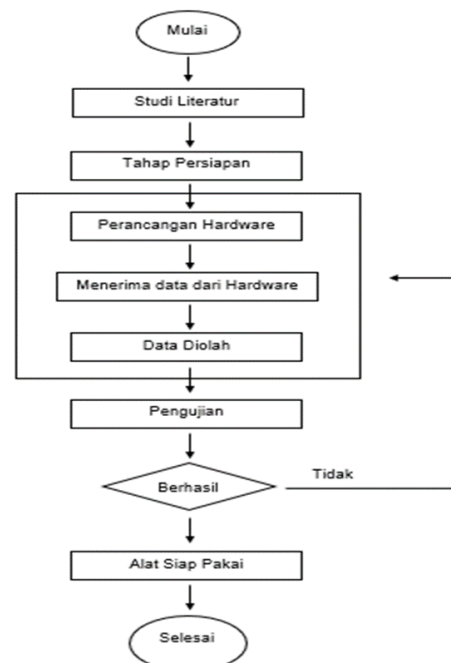 Mulai
Studi Literatur
Tahap Persiapan
Perancangan Hardware
Menerima data dari Hardware
Data Diolah
Pengujian
Berhasil
Tidak
Alat Siap Pakai
Selesai